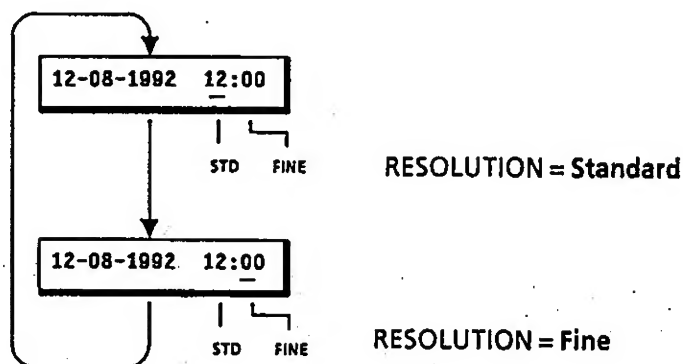 12-08-1992 12:00
STD FINE
RESOLUTION = Standard
12-08-1992 12:00
STD FINE
RESOLUTION = Fine